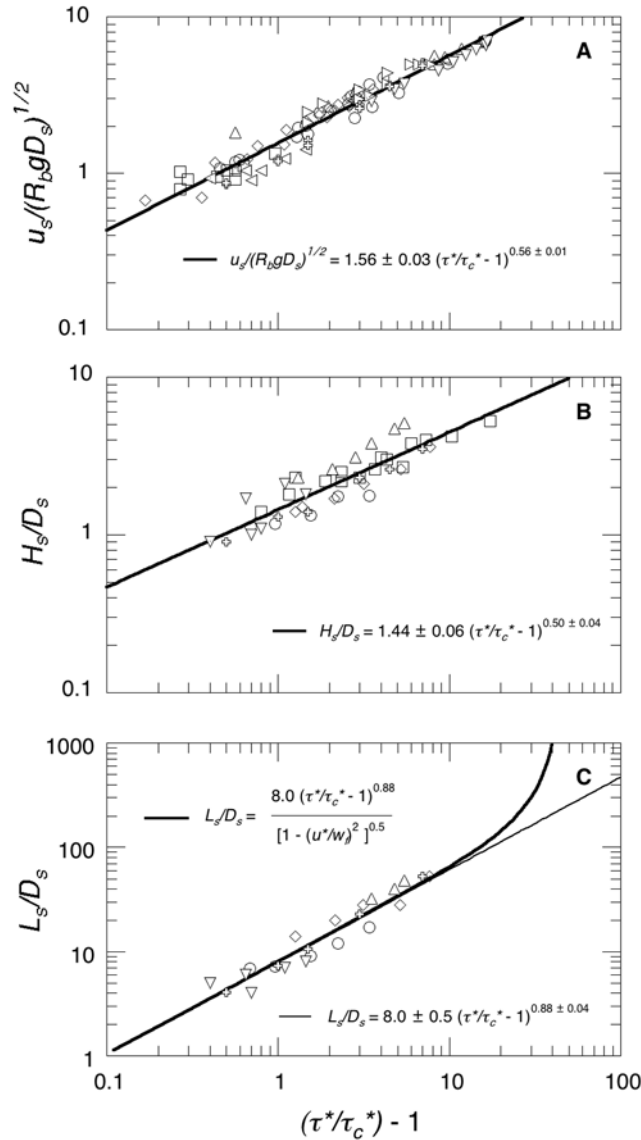 10
A
1
u_s/(R_bgD_s)^1/2
u_s/(R_bgD_s)^1/2 = 1.56 ± 0.03 (τ*/τ_c* - 1)^0.56 ± 0.01
0.1
10
B
1
H_s/D_s
H_s/D_s = 1.44 ± 0.06 (τ*/τ_c* - 1)^0.50 ± 0.04
0.1
1000
C
8.0 (τ*/τ_c* - 1)^0.88
L_s/D_s =
[1 - (u*/w_f)^2 ]^0.5
100
L_s/D_s
10
L_s/D_s = 8.0 ± 0.5 (τ*/τ_c* - 1)^0.88 ± 0.04
1
0.1 1 10 100
(τ*/τ_c*) - 1